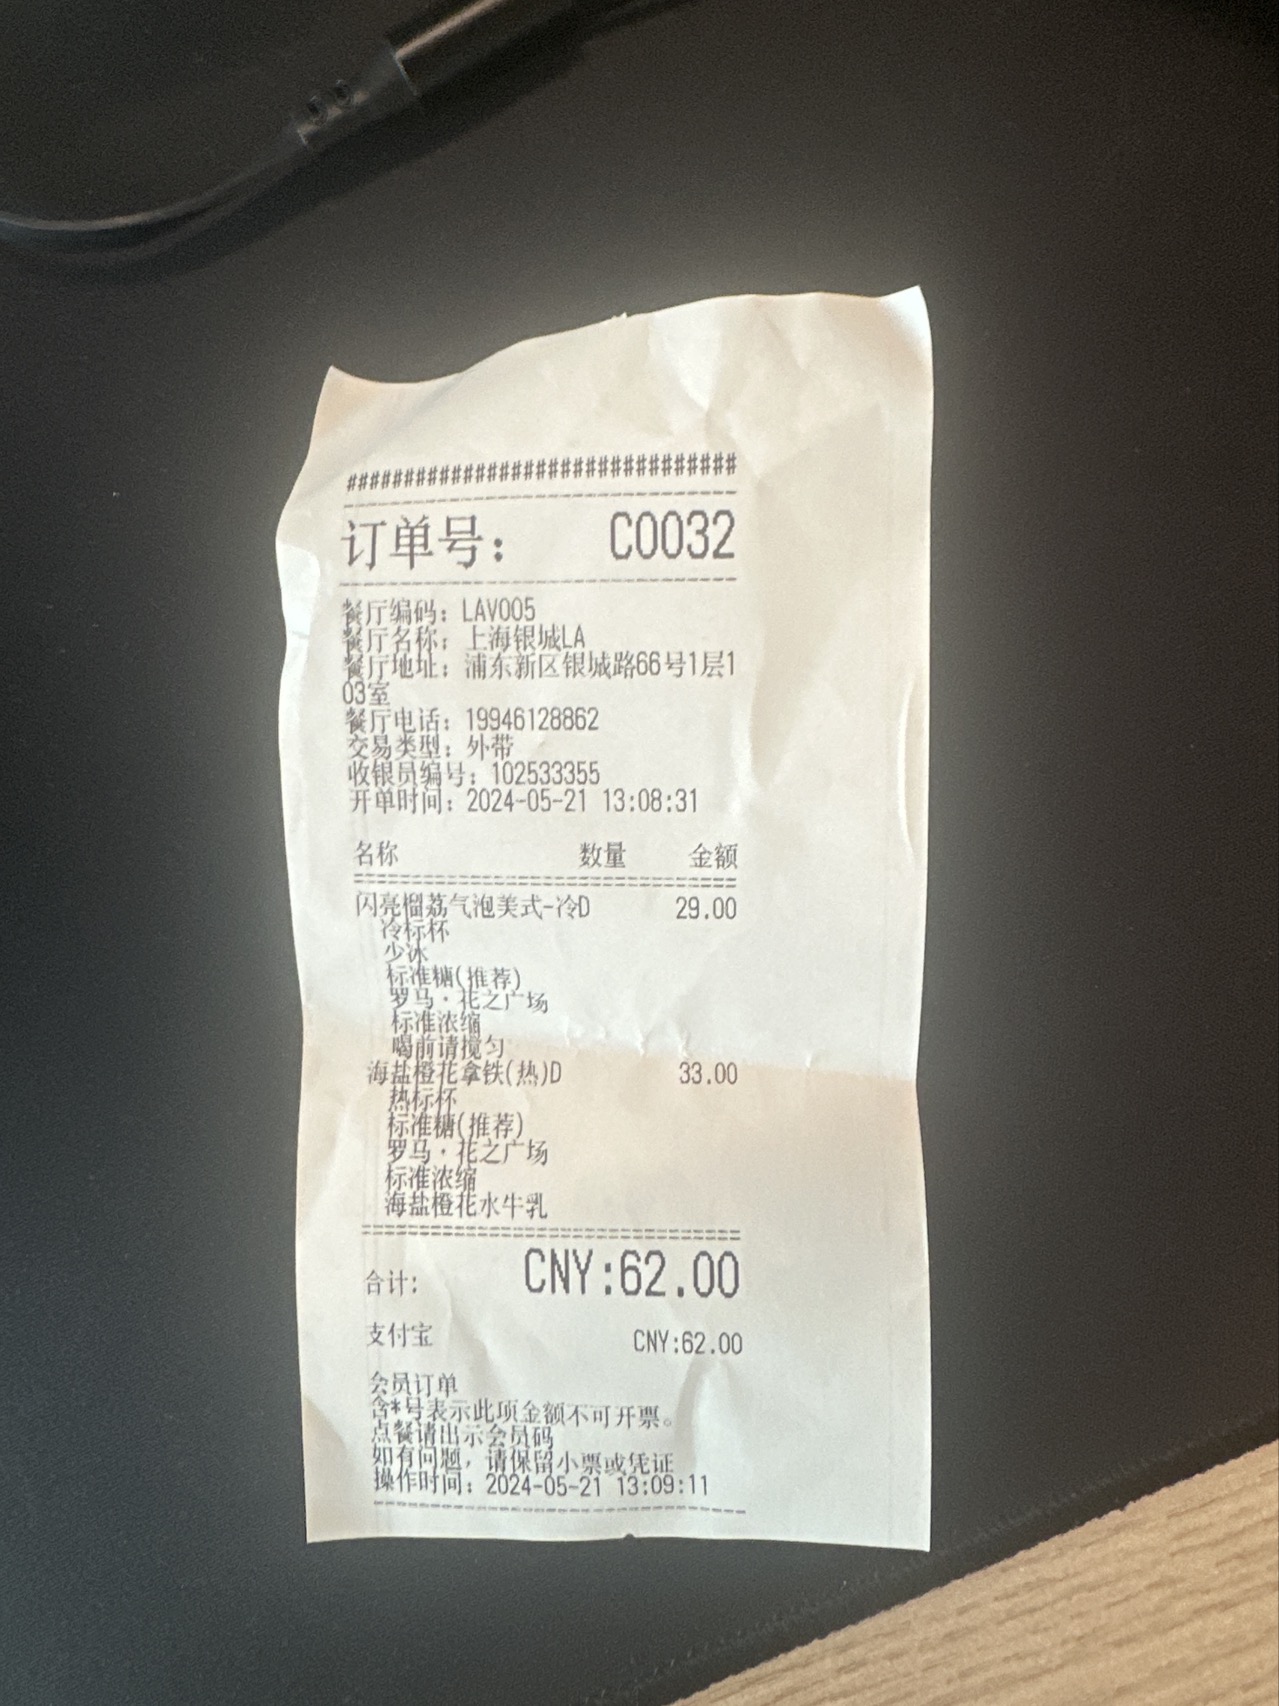 ##################################
订单号： C0032
餐厅编码：LAV005
餐厅名称：上海银城LA
餐厅地址：浦东新区银城路66号1层1
03室
餐厅电话：19946128862
交易类型：外带
收银员编号：102533355
开单时间：2024-05-21 13:08:31
名称 数量 金额
闪亮榴荔气泡美式-冷D 29.00
冷标杯
少冰
标准糖(推荐)
罗马·花之广场
标准浓缩
喝前请搅匀
海盐橙花拿铁(热)D 33.00
热标杯
标准糖(推荐)
罗马·花之广场
标准浓缩
海盐橙花水牛乳
合计: CNY:62.00
支付宝 CNY:62.00
会员订单
含*号表示此项金额不可开票。
点餐请出示会员码
如有问题，请保留小票或凭证
操作时间：2024-05-21 13:09:11